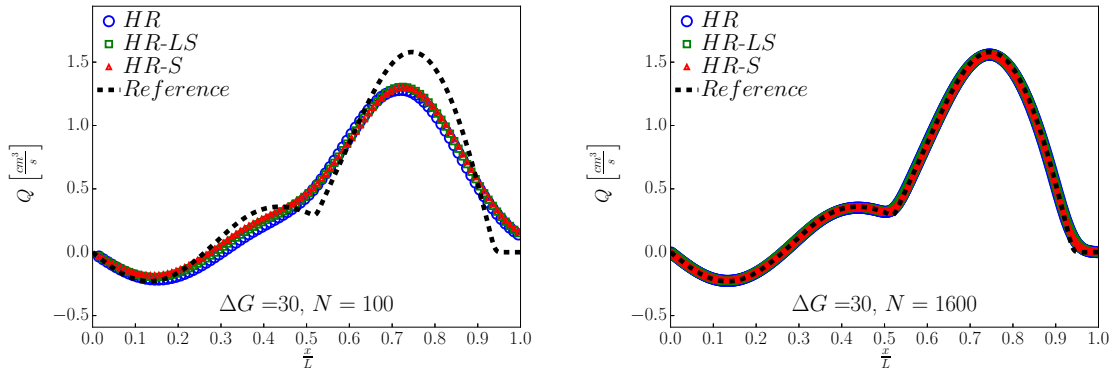 HR
HR-LS
HR-S
Reference
Q [cm³/s]
1.5
1.0
0.5
0.0
−0.5
ΔG =30, N = 100
0.0 0.1 0.2 0.3 0.4 0.5 0.6 0.7 0.8 0.9 1.0
x/L
HR
HR-LS
HR-S
Reference
Q [cm³/s]
1.5
1.0
0.5
0.0
−0.5
ΔG =30, N = 1600
0.0 0.1 0.2 0.3 0.4 0.5 0.6 0.7 0.8 0.9 1.0
x/L